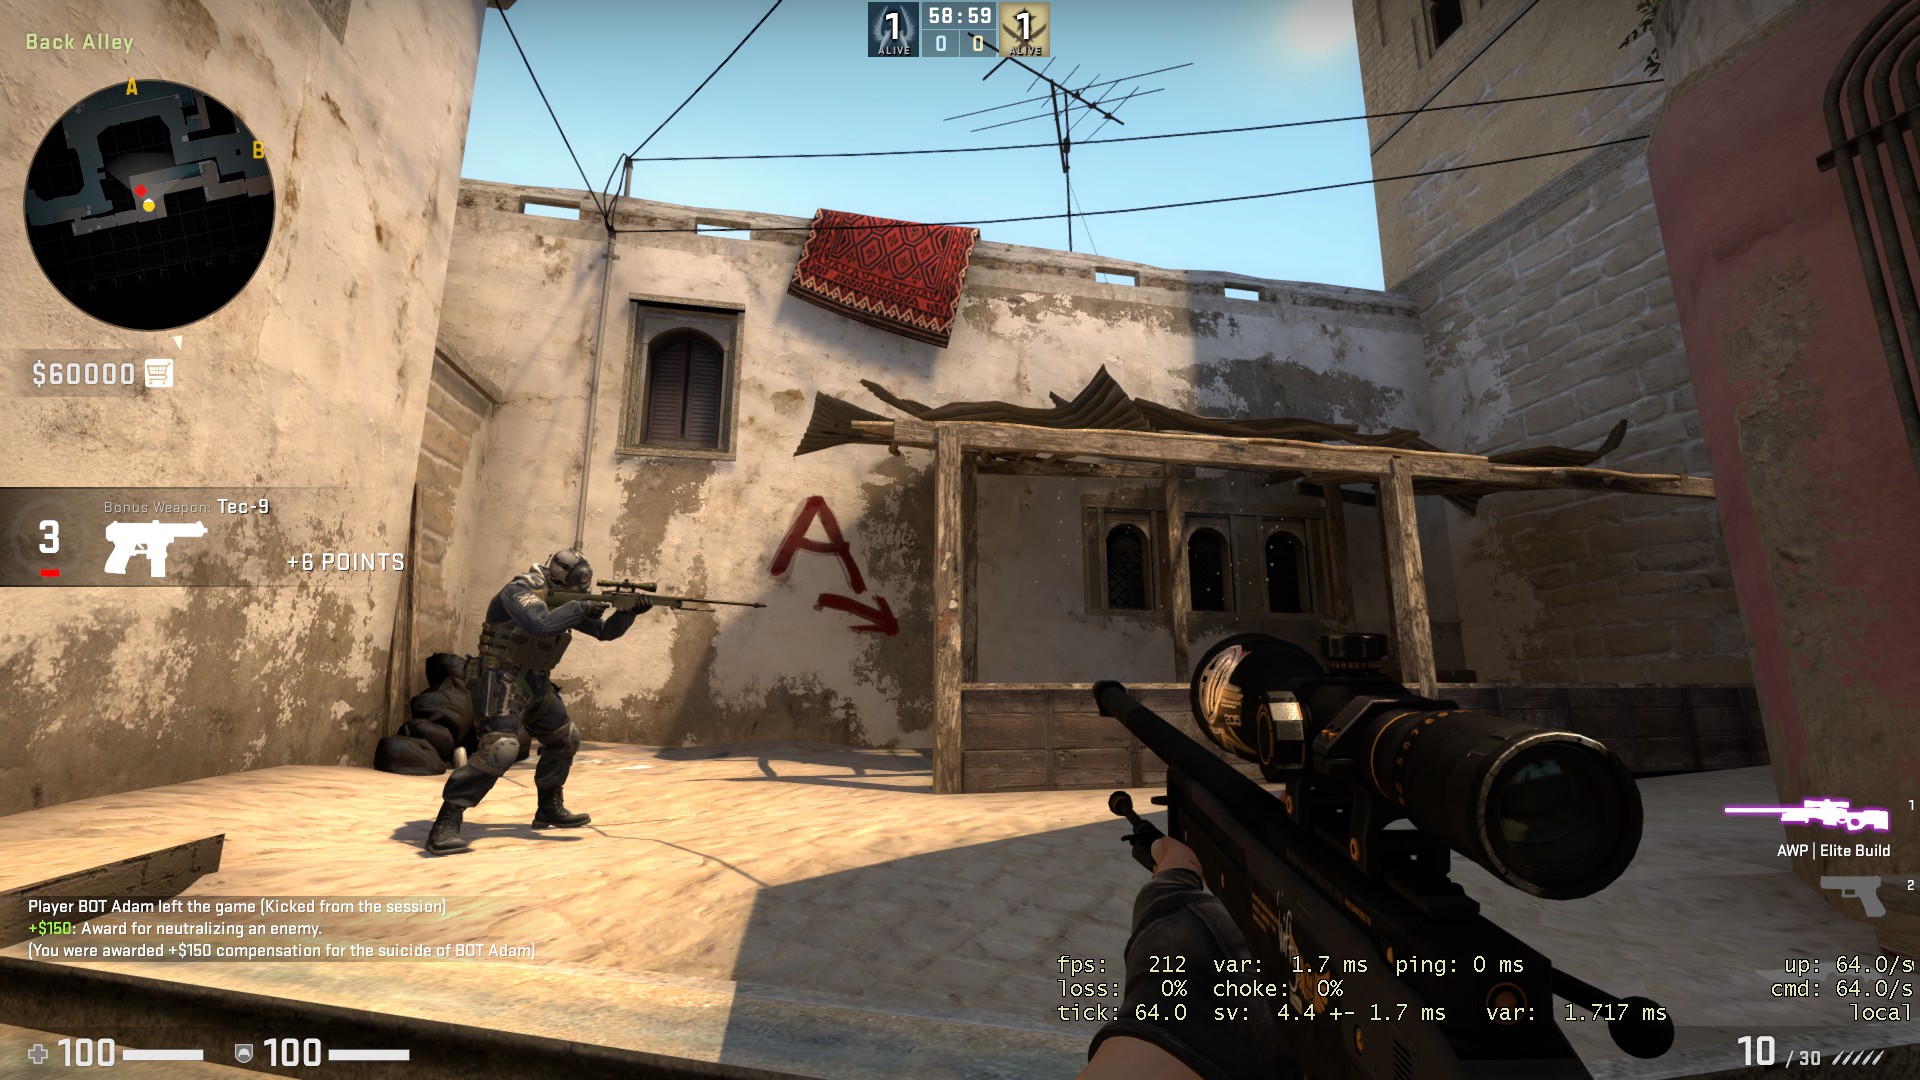 Back Alley
1
ALIVE
58:59
0 0
1
ALIVE
A
B
$60000
Bonus Weapon: Tec-9
3
+6 POINTS
A
1
AWP | Elite Build
2
Player BOT Adam left the game (Kicked from the session)
+$150: Award for neutralizing an enemy.
(You were awarded +$150 compensation for the suicide of BOT Adam)
fps: 212 var: 1.7 ms ping: 0 ms
loss: 0% choke: 0%
tick: 64.0 sv: 4.4 +- 1.7 ms var: 1.717 ms
up: 64.0/s
cmd: 64.0/s
local
100 100
10 / 30